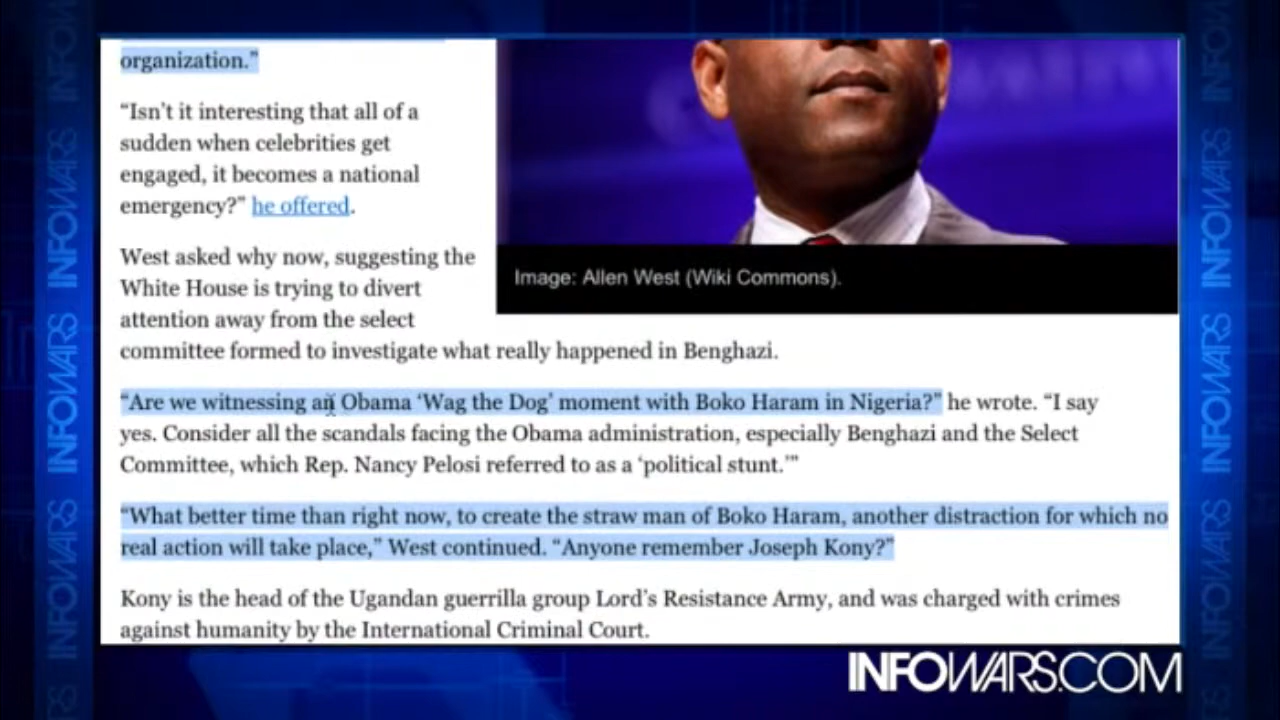 organization.”
“Isn’t it interesting that all of a
sudden when celebrities get
engaged, it becomes a national
emergency?” he offered.
West asked why now, suggesting the
White House is trying to divert
attention away from the select
committee formed to investigate what really happened in Benghazi.
Image: Allen West (Wiki Commons).
“Are we witnessing an Obama ‘Wag the Dog’ moment with Boko Haram in Nigeria?” he wrote. “I say
yes. Consider all the scandals facing the Obama administration, especially Benghazi and the Select
Committee, which Rep. Nancy Pelosi referred to as a ‘political stunt.’”
“What better time than right now, to create the straw man of Boko Haram, another distraction for which no
real action will take place,” West continued. “Anyone remember Joseph Kony?”
Kony is the head of the Ugandan guerrilla group Lord’s Resistance Army, and was charged with crimes
against humanity by the International Criminal Court.
INFOWARS.COM
INFOWARS
INFOWARS
INFOWARS
INFOWARS